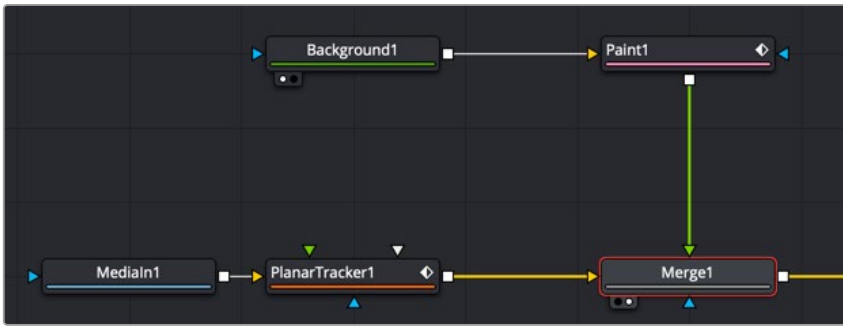 Background1
Paint1
MediaIn1
PlanarTracker1
Merge1